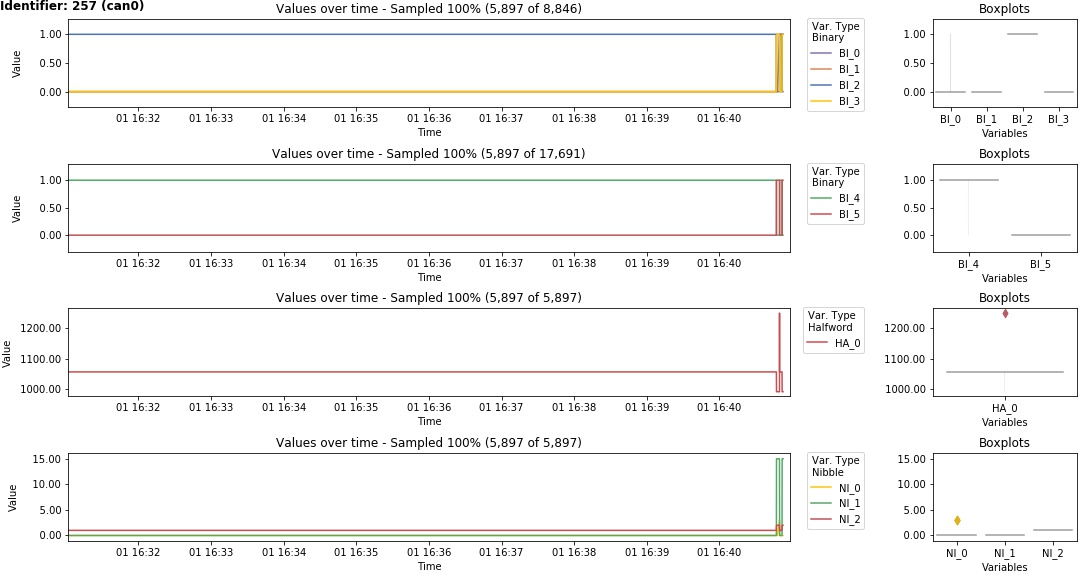 Identifier: 257 (can0)
Values over time - Sampled 100% (5,897 of 8,846)
Boxplots
Value
1.00
0.50
0.00
01 16:32 01 16:33 01 16:34 01 16:35 01 16:36 01 16:37 01 16:38 01 16:39 01 16:40
Time
Var. Type
Binary
BI_0
BI_1
BI_2
BI_3
1.00
0.50
0.00
BI_0 BI_1 BI_2 BI_3
Variables
Values over time - Sampled 100% (5,897 of 17,691)
Boxplots
Value
1.00
0.50
0.00
01 16:32 01 16:33 01 16:34 01 16:35 01 16:36 01 16:37 01 16:38 01 16:39 01 16:40
Time
Var. Type
Binary
BI_4
BI_5
1.00
0.50
0.00
BI_4 BI_5
Variables
Values over time - Sampled 100% (5,897 of 5,897)
Boxplots
Value
1200.00
1100.00
1000.00
01 16:32 01 16:33 01 16:34 01 16:35 01 16:36 01 16:37 01 16:38 01 16:39 01 16:40
Time
Var. Type
Halfword
HA_0
1200.00
1100.00
1000.00
HA_0
Variables
Values over time - Sampled 100% (5,897 of 5,897)
Boxplots
Value
15.00
10.00
5.00
0.00
01 16:32 01 16:33 01 16:34 01 16:35 01 16:36 01 16:37 01 16:38 01 16:39 01 16:40
Time
Var. Type
Nibble
NI_0
NI_1
NI_2
15.00
10.00
5.00
0.00
NI_0 NI_1 NI_2
Variables